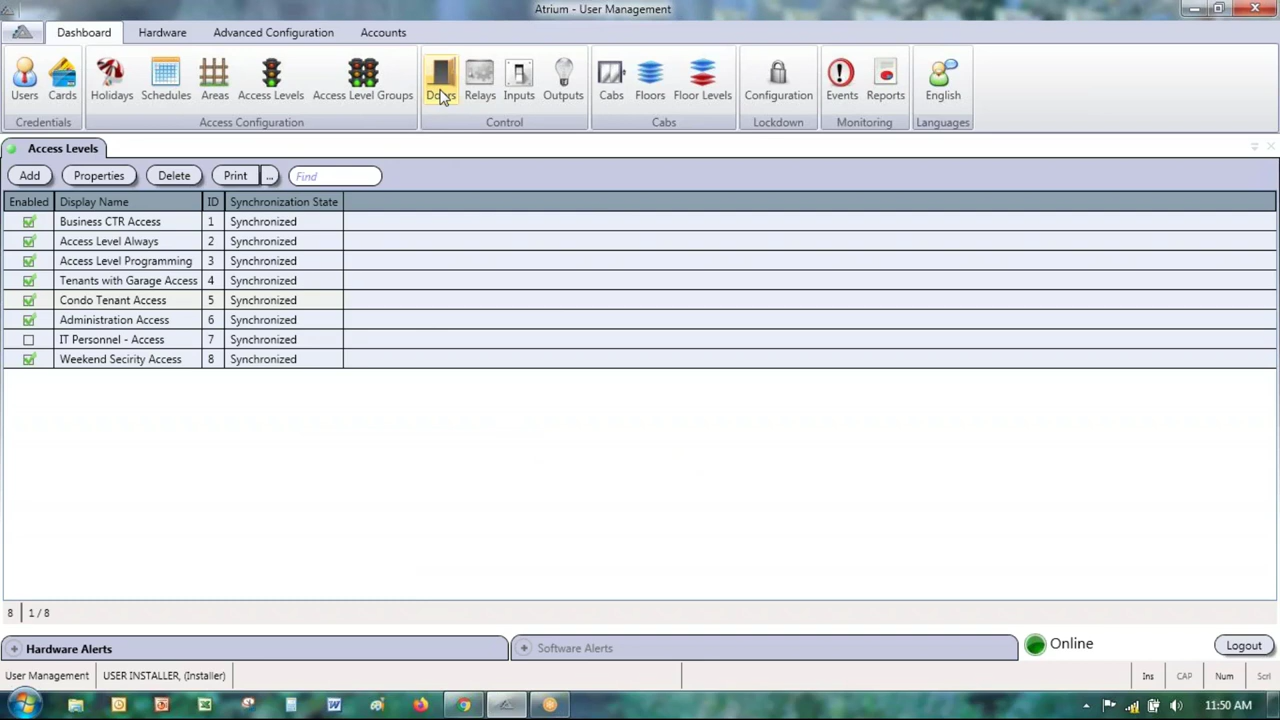 Atrium - User Management
Dashboard Hardware Advanced Configuration Accounts
Users Cards Holidays Schedules Areas Access Levels Access Level Groups Doors Relays Inputs Outputs Cabs Floors Floor Levels Configuration Events Reports English
Credentials Access Configuration Control Cabs Lockdown Monitoring Languages
Access Levels
Add Properties Delete Print ... Find
Enabled Display Name ID Synchronization State
Business CTR Access 1 Synchronized
Access Level Always 2 Synchronized
Access Level Programming 3 Synchronized
Tenants with Garage Access 4 Synchronized
Condo Tenant Access 5 Synchronized
Administration Access 6 Synchronized
IT Personnel - Access 7 Synchronized
Weekend Secirity Access 8 Synchronized
8 1 / 8
Hardware Alerts Software Alerts Online Logout
User Management USER INSTALLER, (Installer) Ins CAP Num Scrl
11:50 AM